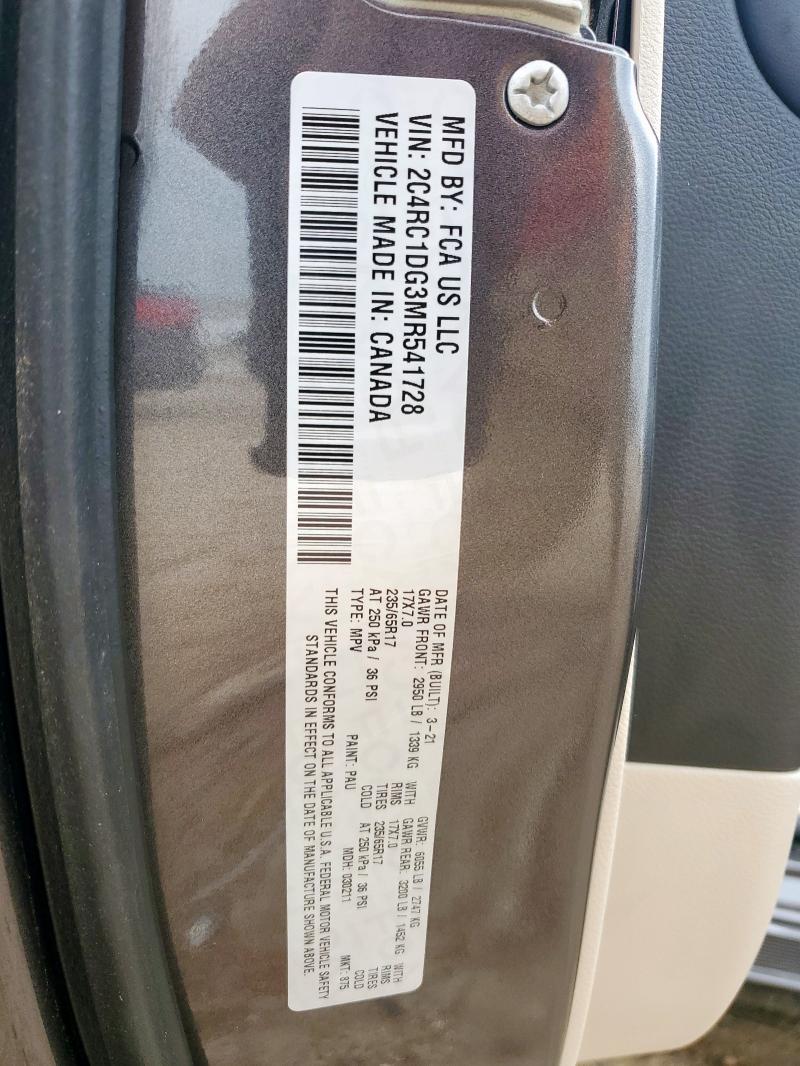 MFD BY: FCA US LLC
VIN: 2C4RC1DG3MR541728
VEHICLE MADE IN: CANADA
DATE OF MFR (BUILT): 3-21 GVWR: 6055 LB / 2747 KG
GAWR FRONT: 2950 LB / 1339 KG WITH GAWR REAR: 3200 LB / 1452 KG WITH
17X7.0 RIMS 17X7.0 RIMS
235/65R17 TIRES 235/65R17 TIRES
AT 250 kPa / 36 PSI COLD AT 250 kPa / 36 PSI COLD
TYPE: MPV PAINT: PAU MDH: 030211 MKT: 875
THIS VEHICLE CONFORMS TO ALL APPLICABLE U.S.A. FEDERAL MOTOR VEHICLE SAFETY
STANDARDS IN EFFECT ON THE DATE OF MANUFACTURE SHOWN ABOVE.